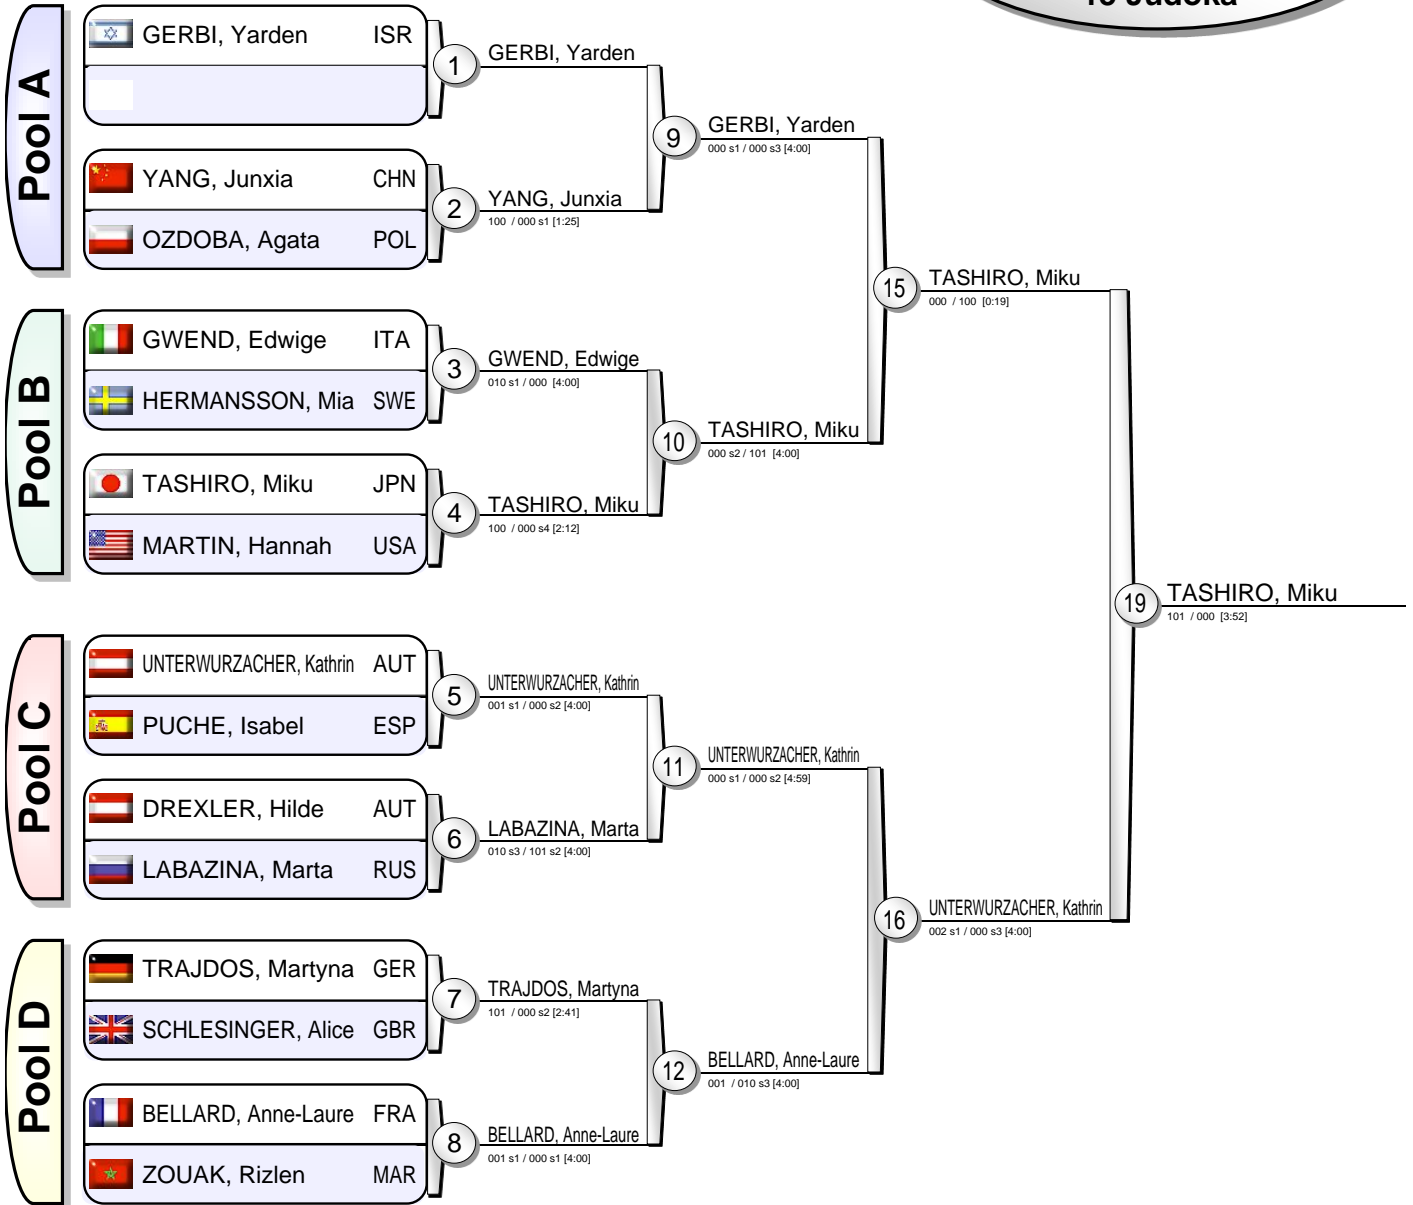 15 Judoka
Pool A
GERBI, Yarden ISR
YANG, Junxia CHN
OZDOBA, Agata POL
Pool B
GWEND, Edwige ITA
HERMANSSON, Mia SWE
TASHIRO, Miku JPN
MARTIN, Hannah USA
Pool C
UNTERWURZACHER, Kathrin AUT
PUCHE, Isabel ESP
DREXLER, Hilde AUT
LABAZINA, Marta RUS
Pool D
TRAJDOS, Martyna GER
SCHLESINGER, Alice GBR
BELLARD, Anne-Laure FRA
ZOUAK, Rizlen MAR
1
GERBI, Yarden
2
YANG, Junxia
100 / 000 s1 [1:25]
3
GWEND, Edwige
010 s1 / 000 [4:00]
4
TASHIRO, Miku
100 / 000 s4 [2:12]
5
UNTERWURZACHER, Kathrin
001 s1 / 000 s2 [4:00]
6
LABAZINA, Marta
010 s3 / 101 s2 [4:00]
7
TRAJDOS, Martyna
101 / 000 s2 [2:41]
8
BELLARD, Anne-Laure
001 s1 / 000 s1 [4:00]
9
GERBI, Yarden
000 s1 / 000 s3 [4:00]
10
TASHIRO, Miku
000 s2 / 101 [4:00]
11
UNTERWURZACHER, Kathrin
000 s1 / 000 s2 [4:59]
12
BELLARD, Anne-Laure
001 / 010 s3 [4:00]
15
TASHIRO, Miku
000 / 100 [0:19]
16
UNTERWURZACHER, Kathrin
002 s1 / 000 s3 [4:00]
19
TASHIRO, Miku
101 / 000 [3:52]